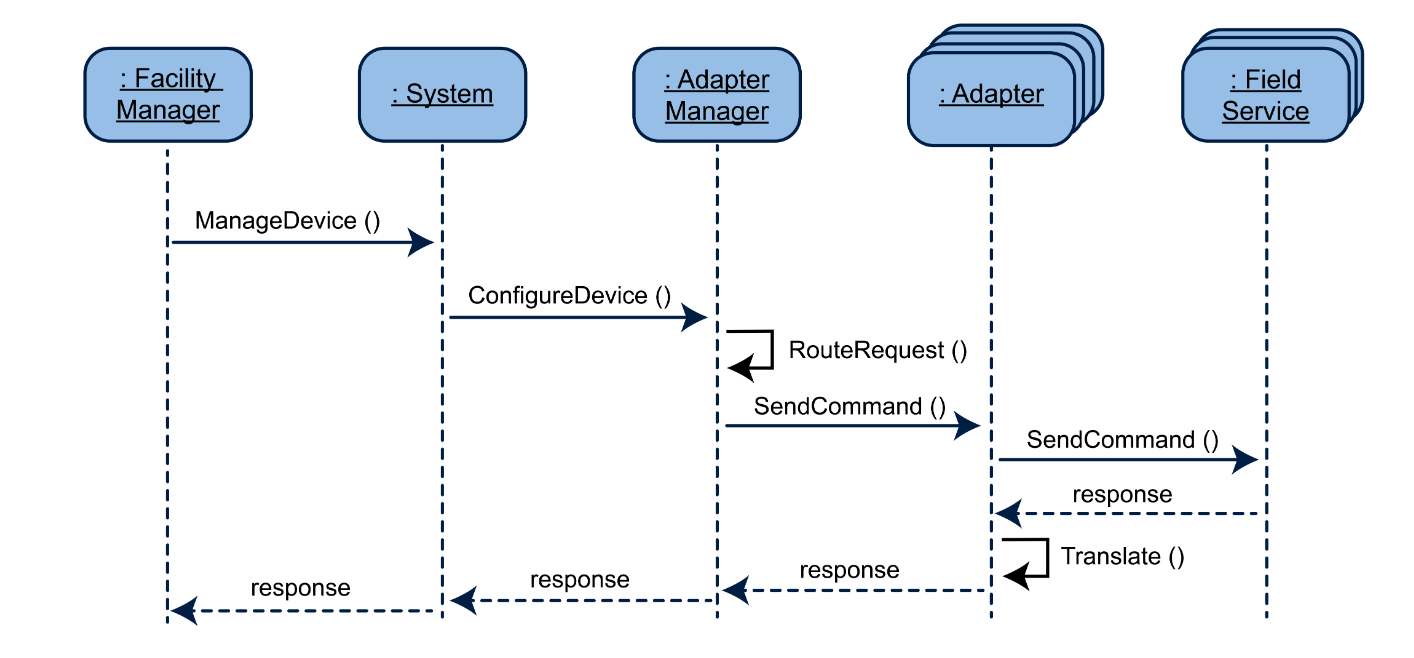 : Facility
Manager
: System
: Adapter
Manager
: Adapter
: Field
Service
ManageDevice ()
ConfigureDevice ()
RouteRequest ()
SendCommand ()
SendCommand ()
response
Translate ()
response
response
response